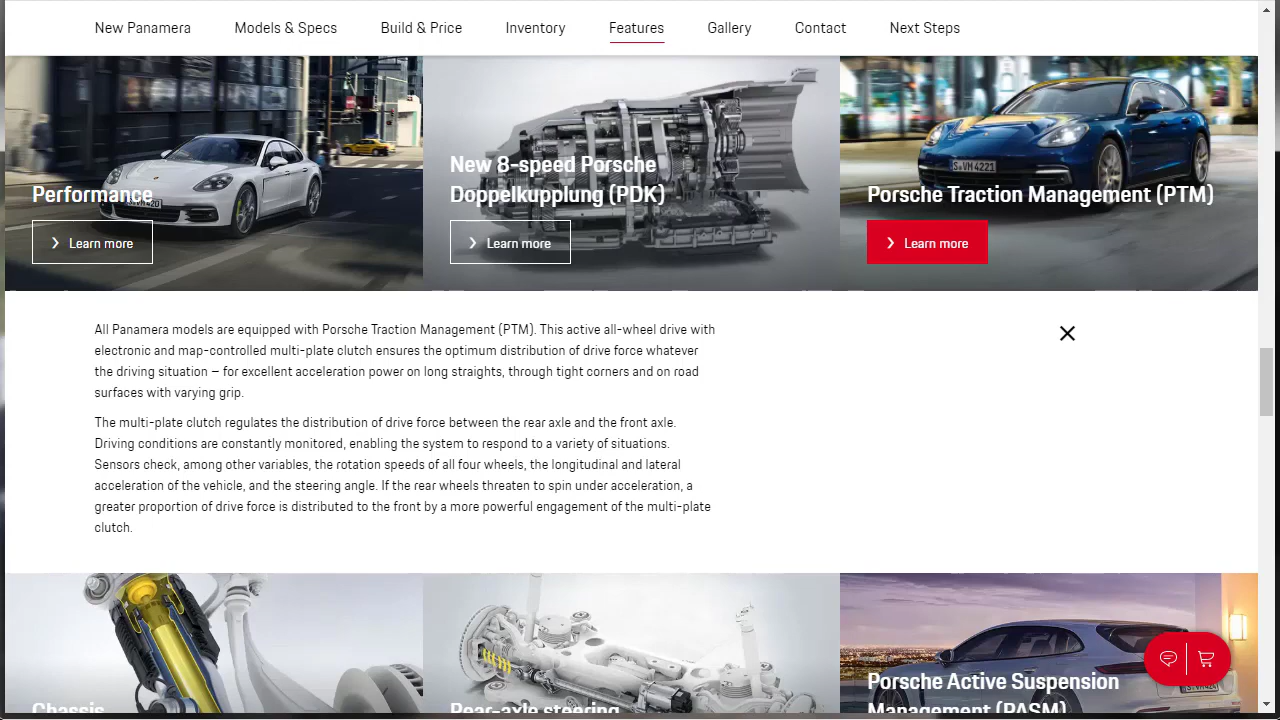 New Panamera
Models & Specs
Build & Price
Inventory
Features
Gallery
Contact
Next Steps
Performance
Learn more
New 8-speed Porsche
Doppelkupplung (PDK)
Learn more
Porsche Traction Management (PTM)
Learn more
S·VM 4221
All Panamera models are equipped with Porsche Traction Management (PTM). This active all-wheel drive with
electronic and map-controlled multi-plate clutch ensures the optimum distribution of drive force whatever
the driving situation – for excellent acceleration power on long straights, through tight corners and on road
surfaces with varying grip.
The multi-plate clutch regulates the distribution of drive force between the rear axle and the front axle.
Driving conditions are constantly monitored, enabling the system to respond to a variety of situations.
Sensors check, among other variables, the rotation speeds of all four wheels, the longitudinal and lateral
acceleration of the vehicle, and the steering angle. If the rear wheels threaten to spin under acceleration, a
greater proportion of drive force is distributed to the front by a more powerful engagement of the multi-plate
clutch.
Chassis
Rear-axle steering
Porsche Active Suspension
Management (PASM)